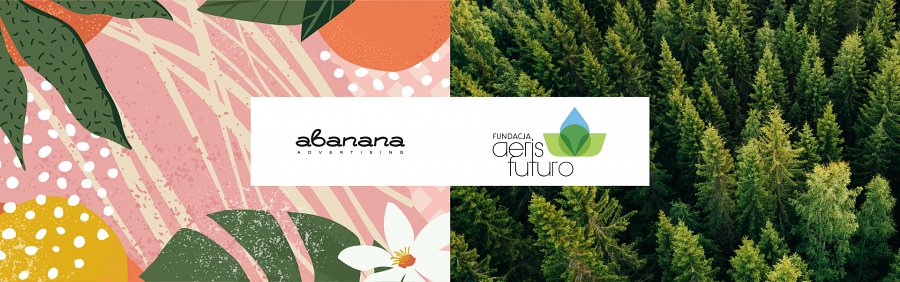 abanana
ADVERTISING
FUNDACJA
aeris
futuro